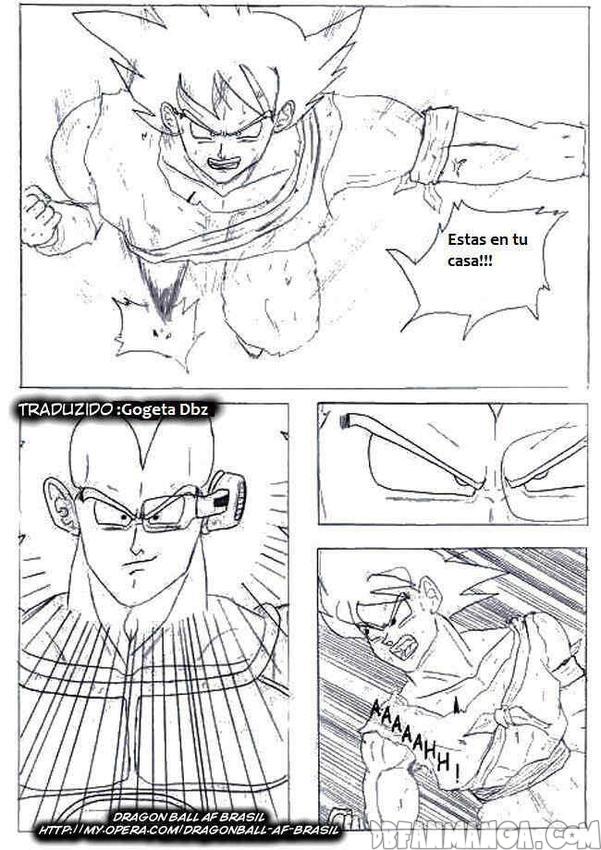 Estas en tu
casa!!!
TRADUZIDO :Gogeta Dbz
AAAAAHH!
DRAGON BALL AF BRASIL
HTTP://MY.OPERA.COM/DRAGONBALL-AF-BRASIL
DBFANMANGA.COM